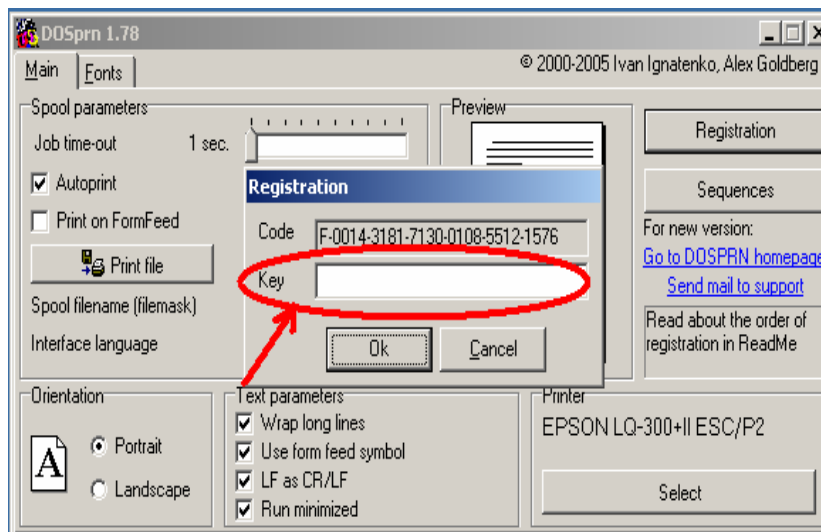 DOSprn 1.78
Main
Fonts
© 2000-2005 Ivan Ignatenko, Alex Goldberg
Spool parameters
Job time-out 1 sec.
Autoprint
Print on FormFeed
Print file
Spool filename (filemask)
Interface language
Preview
Registration
Sequences
For new version:
Go to DOSPRN homepage
Send mail to support
Read about the order of
registration in ReadMe
Registration
Code F-0014-3181-7130-0108-5512-1576
Key
Ok
Cancel
Orientation
A
Portrait
Landscape
Text parameters
Wrap long lines
Use form feed symbol
LF as CR/LF
Run minimized
Printer
EPSON LQ-300+II ESC/P2
Select